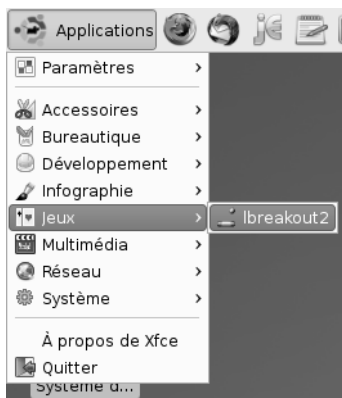 Applications
Paramètres
Accessoires
Bureautique
Développement
Infographie
Jeux
lbreakout2
Multimédia
Réseau
Système
À propos de Xfce
Quitter
Système d...